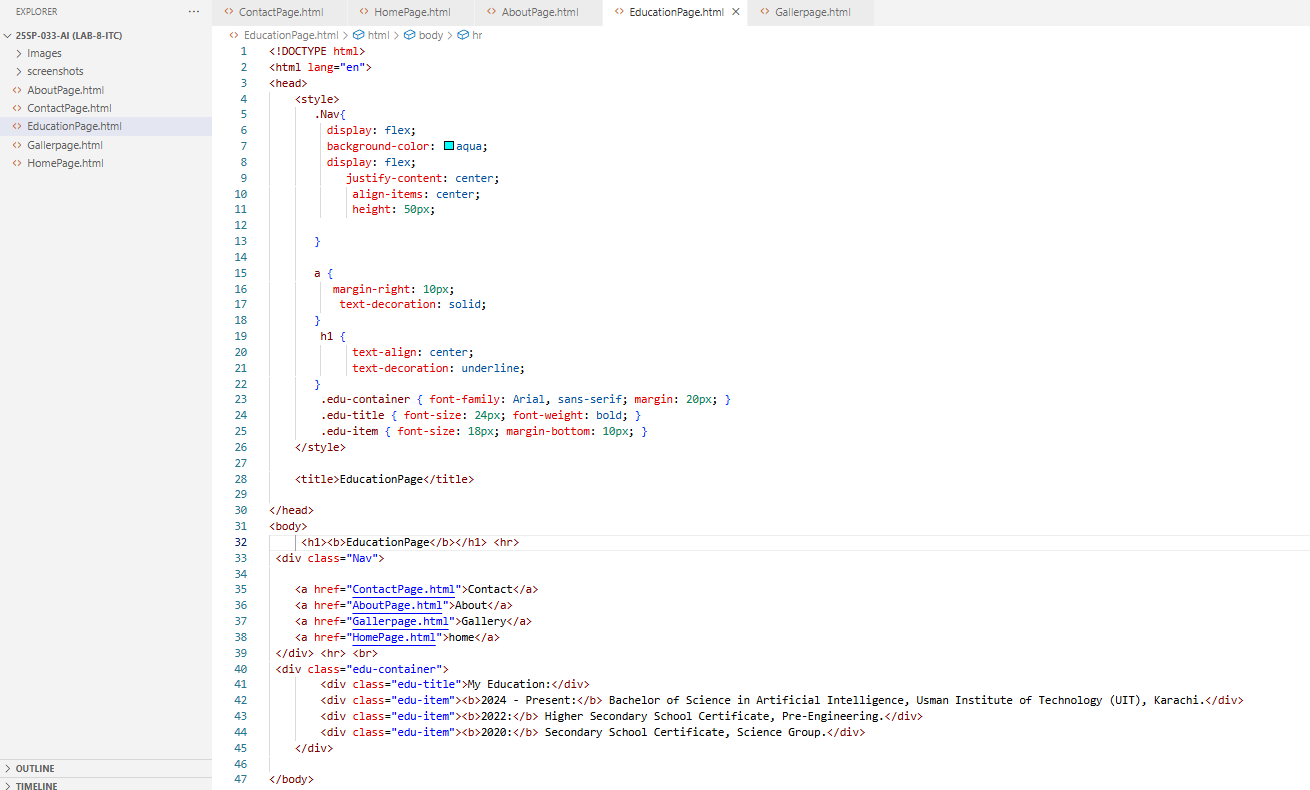 EXPLORER ...
25SP-033-AI (LAB-8-ITC)
Images
screenshots
AboutPage.html
ContactPage.html
EducationPage.html
Gallerpage.html
HomePage.html
OUTLINE
TIMELINE
ContactPage.html HomePage.html AboutPage.html EducationPage.html Gallerpage.html
EducationPage.html > html > body > hr
1 <!DOCTYPE html>
2 <html lang="en">
3 <head>
4 <style>
5 .Nav{
6 display: flex;
7 background-color: aqua;
8 display: flex;
9 justify-content: center;
10 align-items: center;
11 height: 50px;
12
13 }
14
15 a {
16 margin-right: 10px;
17 text-decoration: solid;
18 }
19 h1 {
20 text-align: center;
21 text-decoration: underline;
22 }
23 .edu-container { font-family: Arial, sans-serif; margin: 20px; }
24 .edu-title { font-size: 24px; font-weight: bold; }
25 .edu-item { font-size: 18px; margin-bottom: 10px; }
26 </style>
27
28 <title>EducationPage</title>
29
30 </head>
31 <body>
32 <h1><b>EducationPage</b></h1> <hr>
33 <div class="Nav">
34
35 <a href="ContactPage.html">Contact</a>
36 <a href="AboutPage.html">About</a>
37 <a href="Gallerpage.html">Gallery</a>
38 <a href="HomePage.html">home</a>
39 </div> <hr> <br>
40 <div class="edu-container">
41 <div class="edu-title">My Education:</div>
42 <div class="edu-item"><b>2024 - Present:</b> Bachelor of Science in Artificial Intelligence, Usman Institute of Technology (UIT), Karachi.</div>
43 <div class="edu-item"><b>2022:</b> Higher Secondary School Certificate, Pre-Engineering.</div>
44 <div class="edu-item"><b>2020:</b> Secondary School Certificate, Science Group.</div>
45 </div>
46
47 </body>